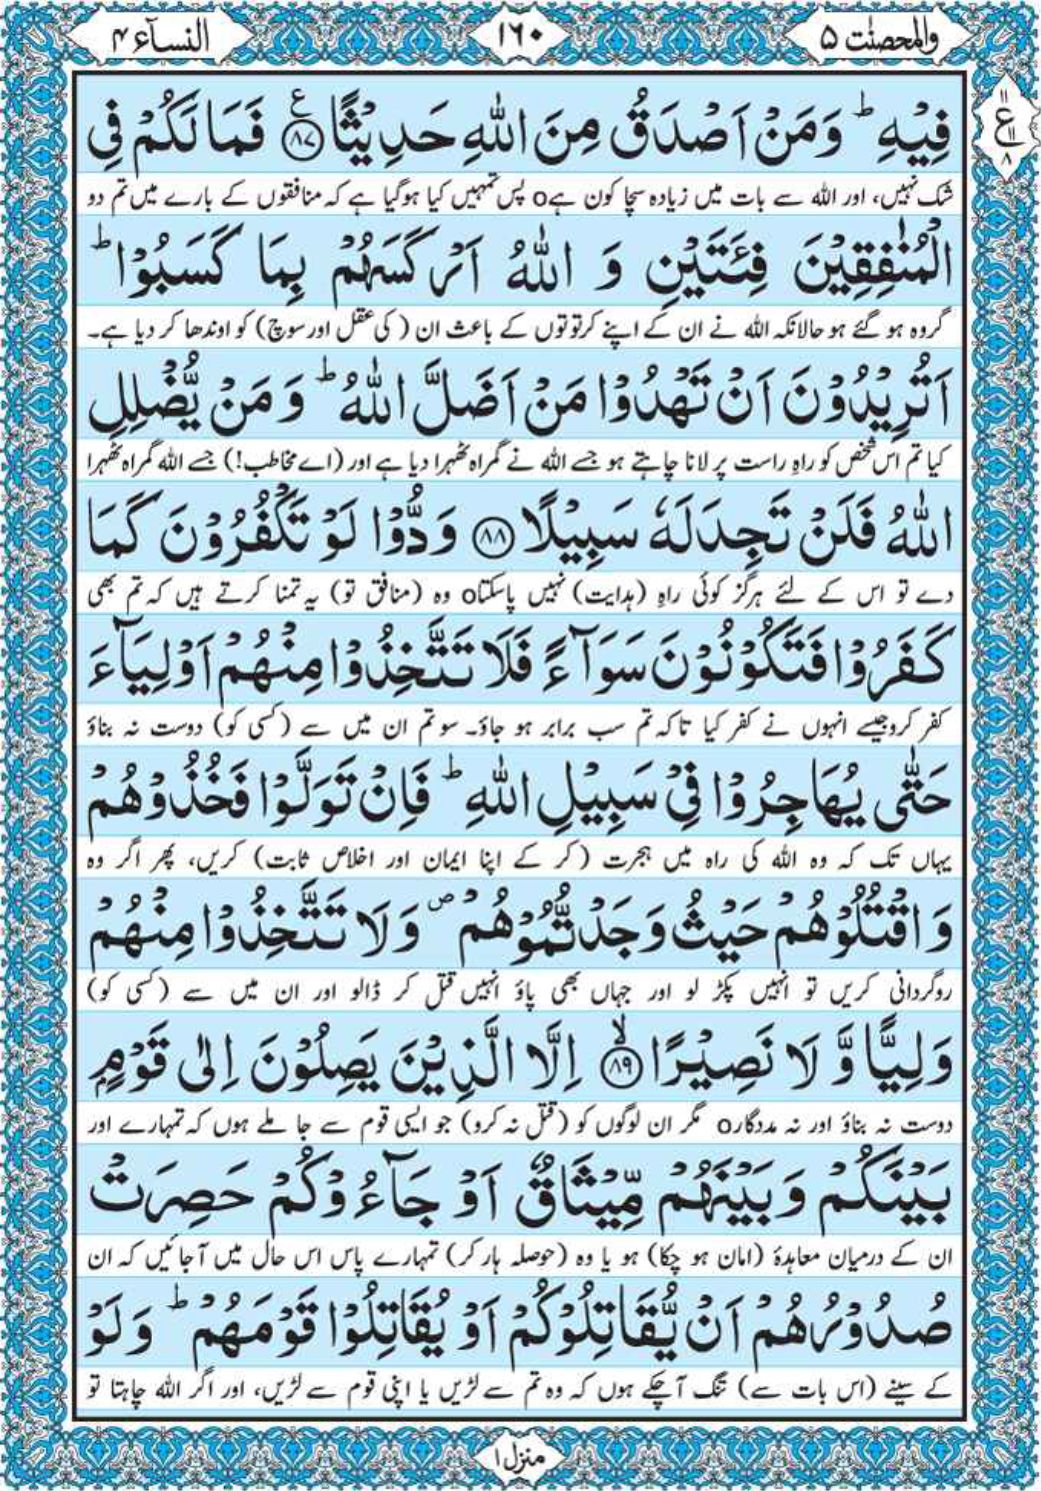 والمحصنٰت ۵
۱۶۰
النسآء ۴
فِیْهِ ؕ وَ مَنْ اَصْدَقُ مِنَ اللّٰهِ حَدِیْثًا ﴿۸۷﴾ ع فَمَا لَكُمْ فِی
شک نہیں، اور اللہ سے بات میں زیادہ سچا کون ہےo پس تمہیں کیا ہوگیا ہے کہ منافقوں کے بارے میں تم دو
ع
۱۱
۱۱
۸
الْمُنٰفِقِیْنَ فِئَتَیْنِ وَ اللّٰهُ اَرْكَسَهُمْ بِمَا كَسَبُوْا ؕ
گروہ ہو گئے ہو حالانکہ اللہ نے ان کے اپنے کرتوتوں کے باعث ان (کی عقل اور سوچ) کو اوندھا کر دیا ہے۔
اَتُرِیْدُوْنَ اَنْ تَهْدُوْا مَنْ اَضَلَّ اللّٰهُ ؕ وَ مَنْ یُّضْلِلِ
کیا تم اس شخص کو راہِ راست پر لانا چاہتے ہو جسے اللہ نے گمراہ ٹھہرا دیا ہے اور (اے مخاطب!) جسے اللہ گمراہ ٹھہرا
اللّٰهُ فَلَنْ تَجِدَ لَهٗ سَبِیْلًا ﴿۸۸﴾ وَدُّوْا لَوْ تَكْفُرُوْنَ كَمَا
دے تو اس کے لئے ہرگز کوئی راہِ (ہدایت) نہیں پاسکتاo وہ (منافق تو) یہ تمنا کرتے ہیں کہ تم بھی
كَفَرُوْا فَتَكُوْنُوْنَ سَوَآءً فَلَا تَتَّخِذُوْا مِنْهُمْ اَوْلِیَآءَ
کفر کرو جیسے انہوں نے کفر کیا تاکہ تم سب برابر ہو جاؤ۔ سو تم ان میں سے (کسی کو) دوست نہ بناؤ
حَتّٰى یُهَاجِرُوْا فِیْ سَبِیْلِ اللّٰهِ ؕ فَاِنْ تَوَلَّوْا فَخُذُوْهُمْ
یہاں تک کہ وہ اللہ کی راہ میں ہجرت (کر کے اپنا ایمان اور اخلاص ثابت) کریں، پھر اگر وہ
وَ اقْتُلُوْهُمْ حَیْثُ وَجَدْتُّمُوْهُمْ ۪ وَ لَا تَتَّخِذُوْا مِنْهُمْ
روگردانی کریں تو انہیں پکڑ لو اور جہاں بھی پاؤ انہیں قتل کر ڈالو اور ان میں سے (کسی کو)
وَلِیًّا وَّ لَا نَصِیْرًا ﴿۸۹﴾ ۙ اِلَّا الَّذِیْنَ یَصِلُوْنَ اِلٰى قَوْمٍ
دوست نہ بناؤ اور نہ مددگارo مگر ان لوگوں کو (قتل نہ کرو) جو ایسی قوم سے جا ملے ہوں کہ تمہارے اور
بَیْنَكُمْ وَ بَیْنَهُمْ مِّیْثَاقٌ اَوْ جَآءُوْكُمْ حَصِرَتْ
ان کے درمیان معاہدۂ (امان ہو چکا) ہو یا وہ (حوصلہ ہار کر) تمہارے پاس اس حال میں آ جائیں کہ ان
صُدُوْرُهُمْ اَنْ یُّقَاتِلُوْكُمْ اَوْ یُقَاتِلُوْا قَوْمَهُمْ ؕ وَ لَوْ
کے سینے (اس بات سے) تنگ آ چکے ہوں کہ وہ تم سے لڑیں یا اپنی قوم سے لڑیں، اور اگر اللہ چاہتا تو
منزل ۱